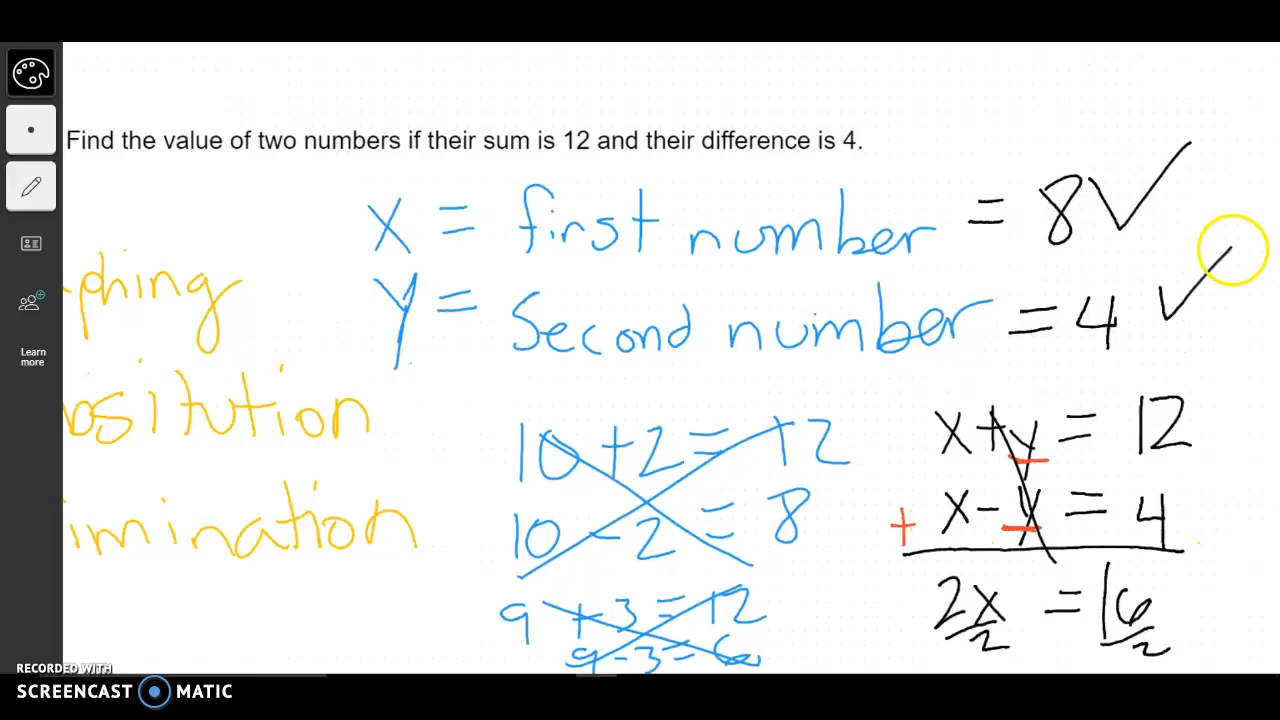 Find the value of two numbers if their sum is 12 and their difference is 4.
x = first number = 8 ✓
y = second number = 4 ✓
phing
ositution
imination
10 + 2 = 12
10 - 2 = 8
9 + 3 = 12
9 - 3 = 6
x + y = 12
+ x - y = 4
2x = 16
2 2
Learn
more
RECORDED WITH
SCREENCAST MATIC